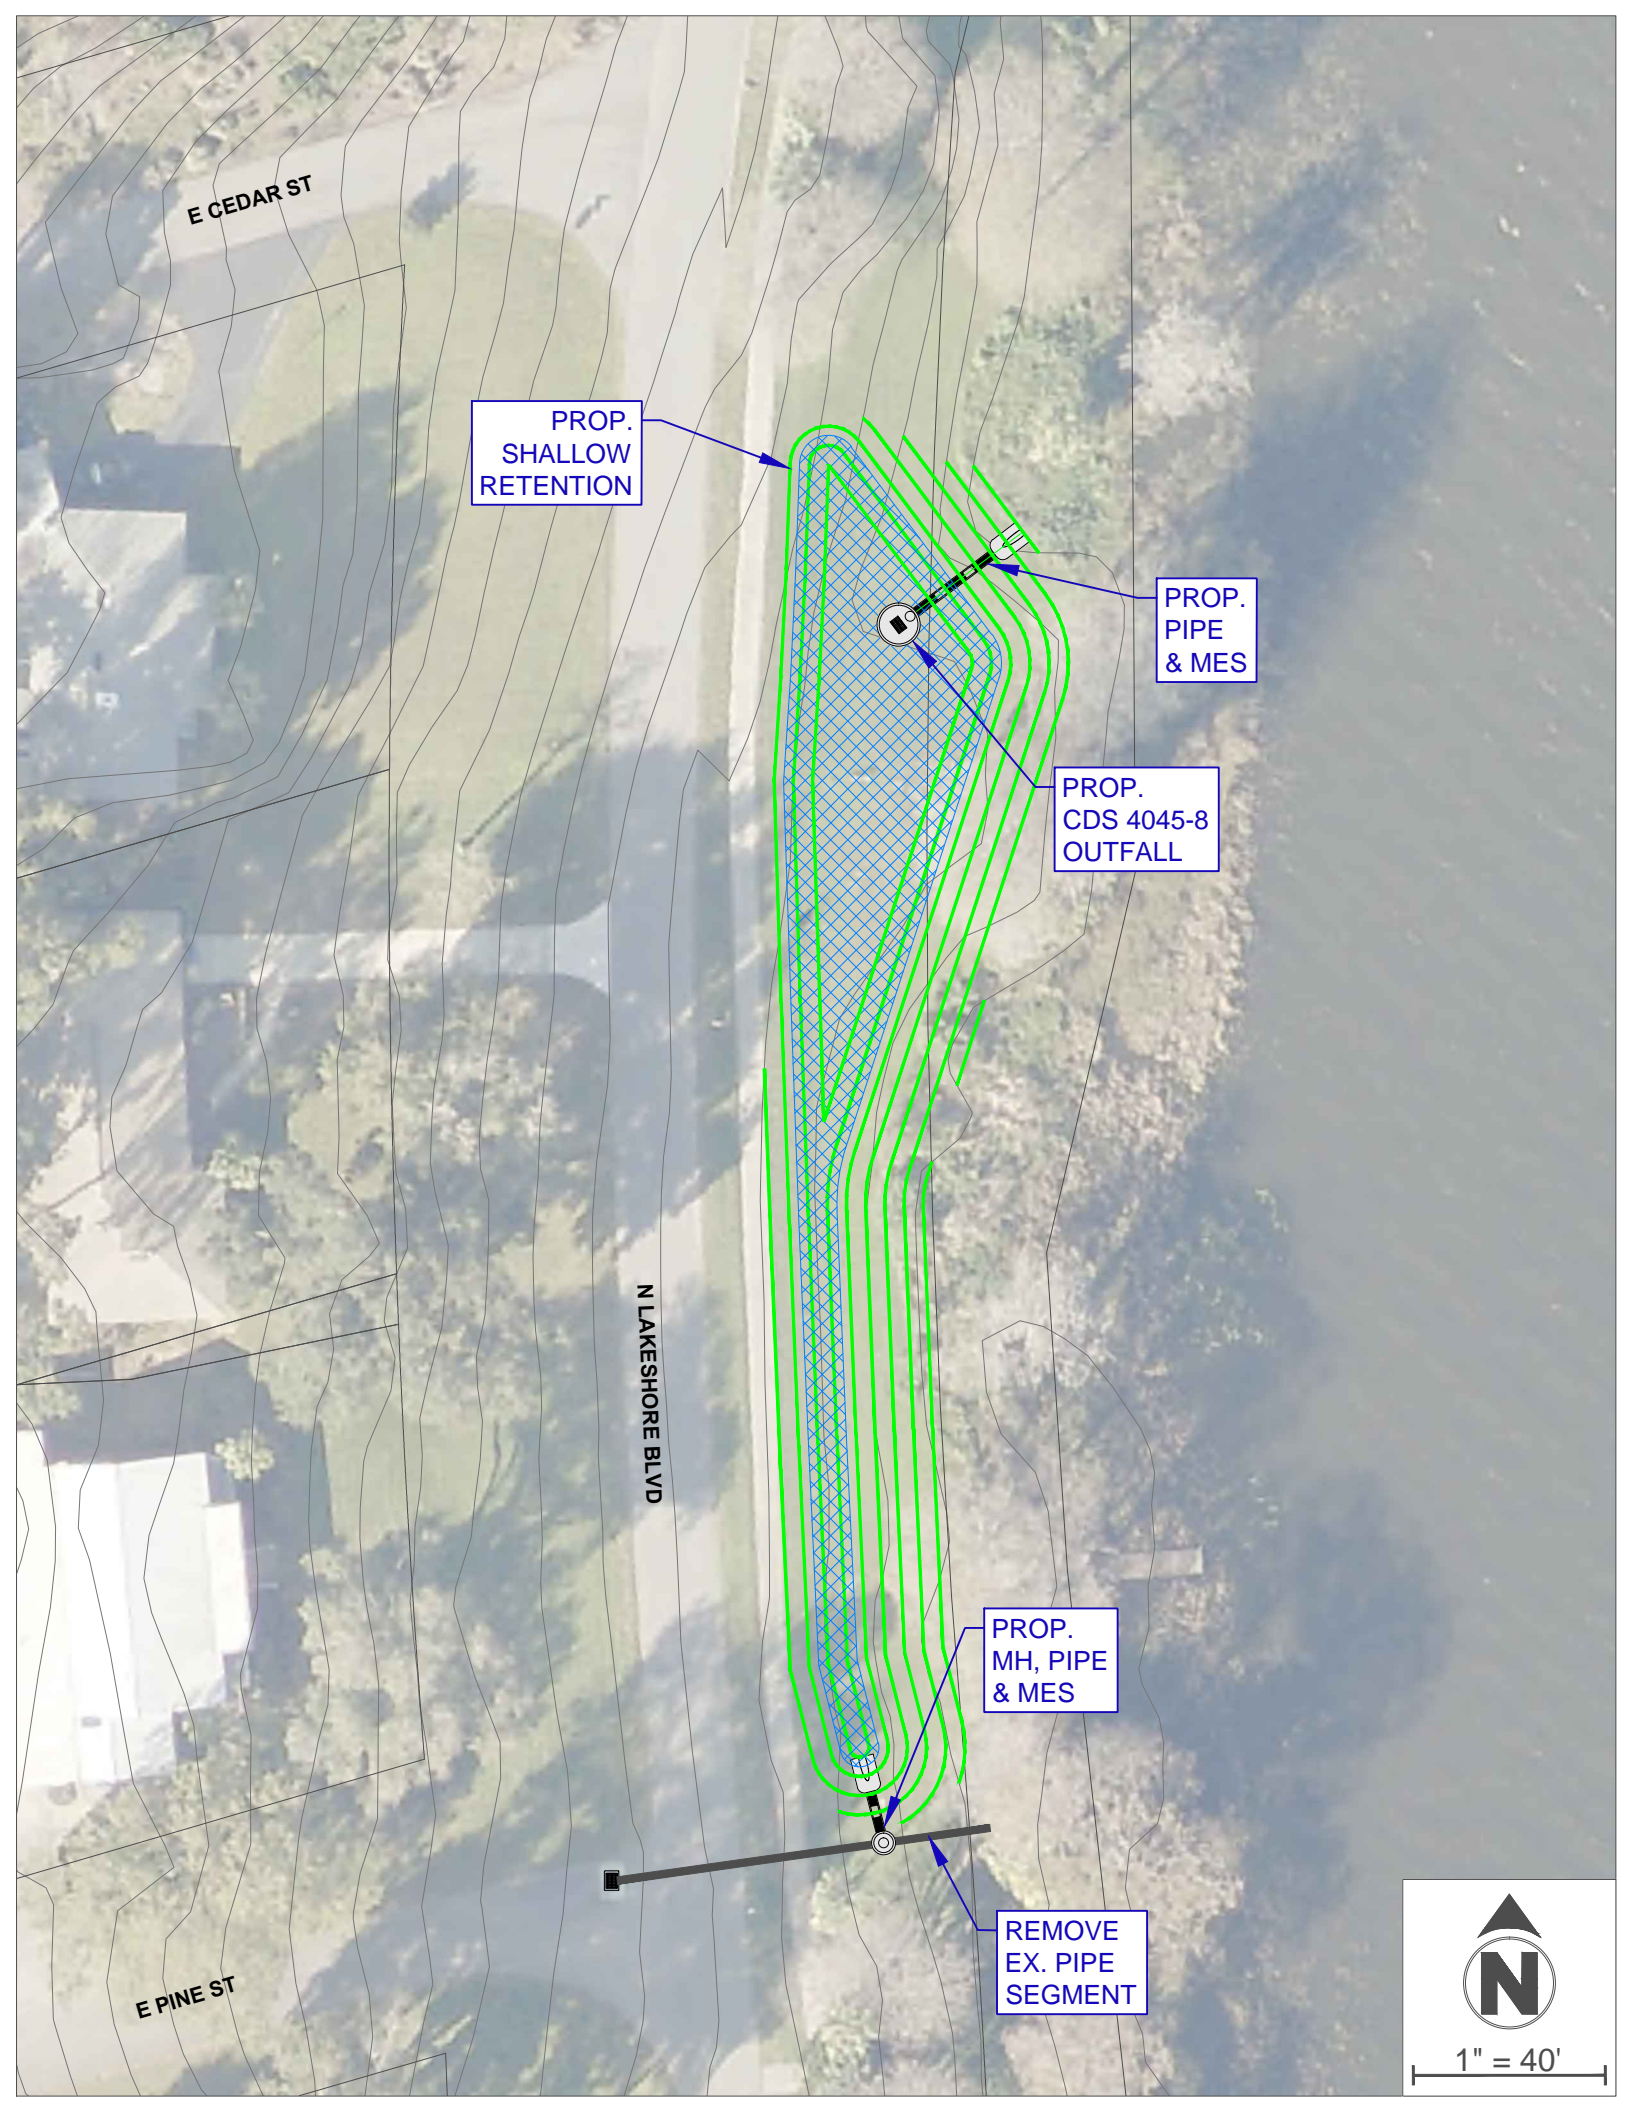 E CEDAR ST
PROP.
SHALLOW
RETENTION
PROP.
PIPE
& MES
PROP.
CDS 4045-8
OUTFALL
N LAKESHORE BLVD
PROP.
MH, PIPE
& MES
REMOVE
EX. PIPE
SEGMENT
E PINE ST
N
1" = 40'